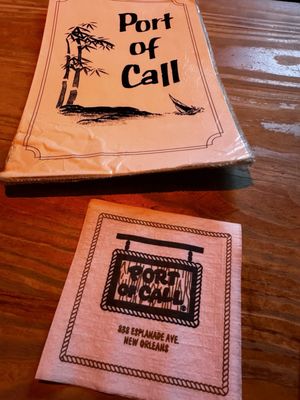 Port
of
Call
PORT
OF CALL
838 ESPLANADE AVE.
NEW ORLEANS